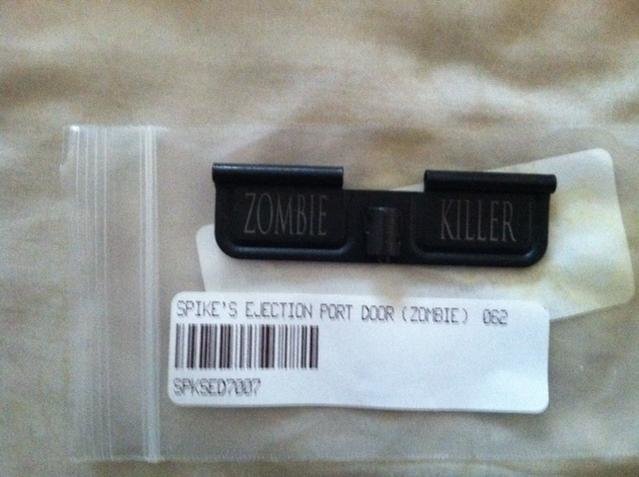 ZOMBIE KILLER
SPIKE'S EJECTION PORT DOOR (ZOMBIE) 062
SPKSED7007